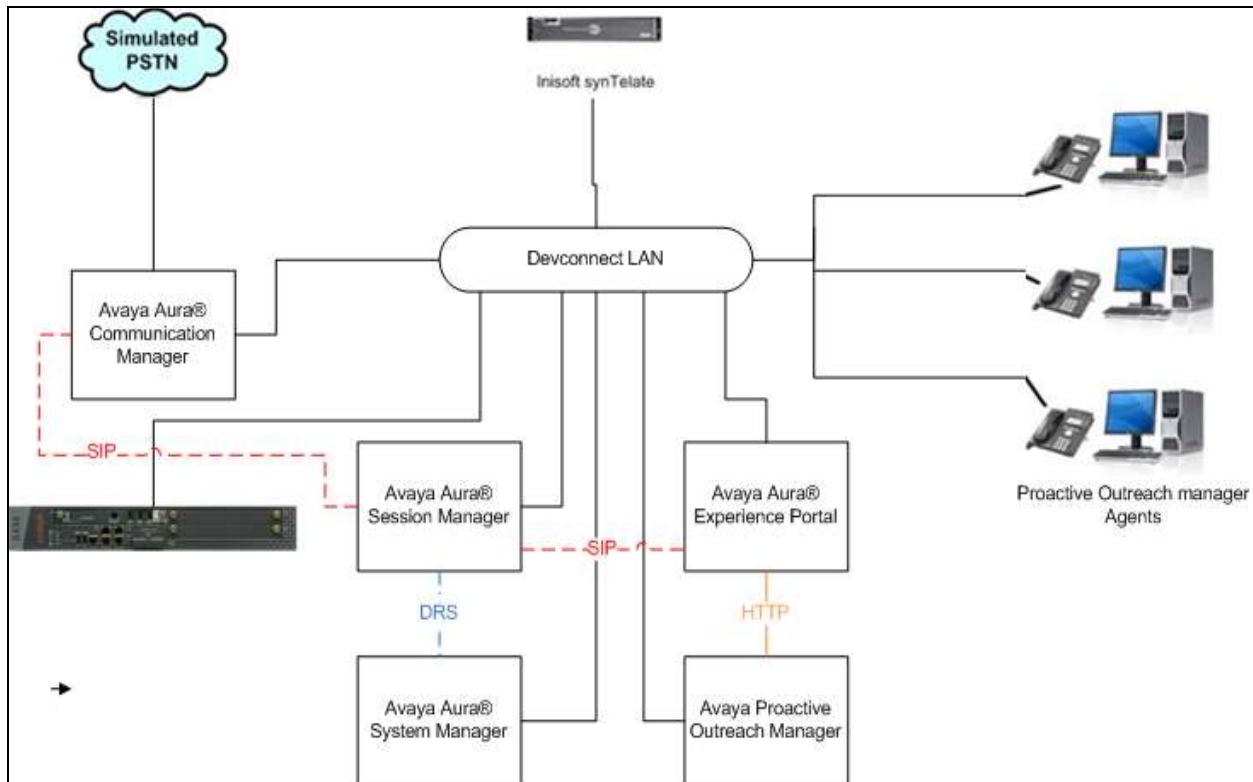 Simulated
PSTN
Inisoft synTelate
Devconnect LAN
Avaya Aura®
Communication
Manager
SIP
Avaya Aura®
Session Manager
Avaya Aura®
Experience Portal
Proactive Outreach manager
Agents
SIP
DRS
HTTP
Avaya Aura®
System Manager
Avaya Proactive
Outreach Manager